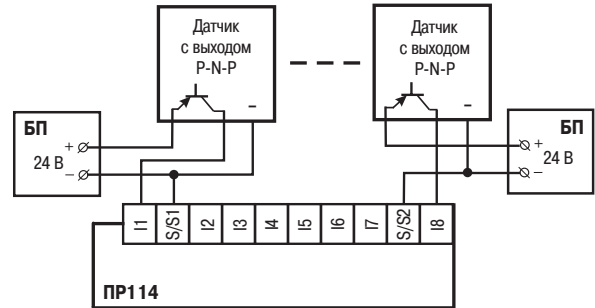 Датчик
с выходом
P-N-P
–
Датчик
с выходом
P-N-P
–
БП
+
24 В
–
БП
+
24 В
–
I1
S/S1
I2
I3
I4
I5
I6
I7
S/S2
I8
ПР114